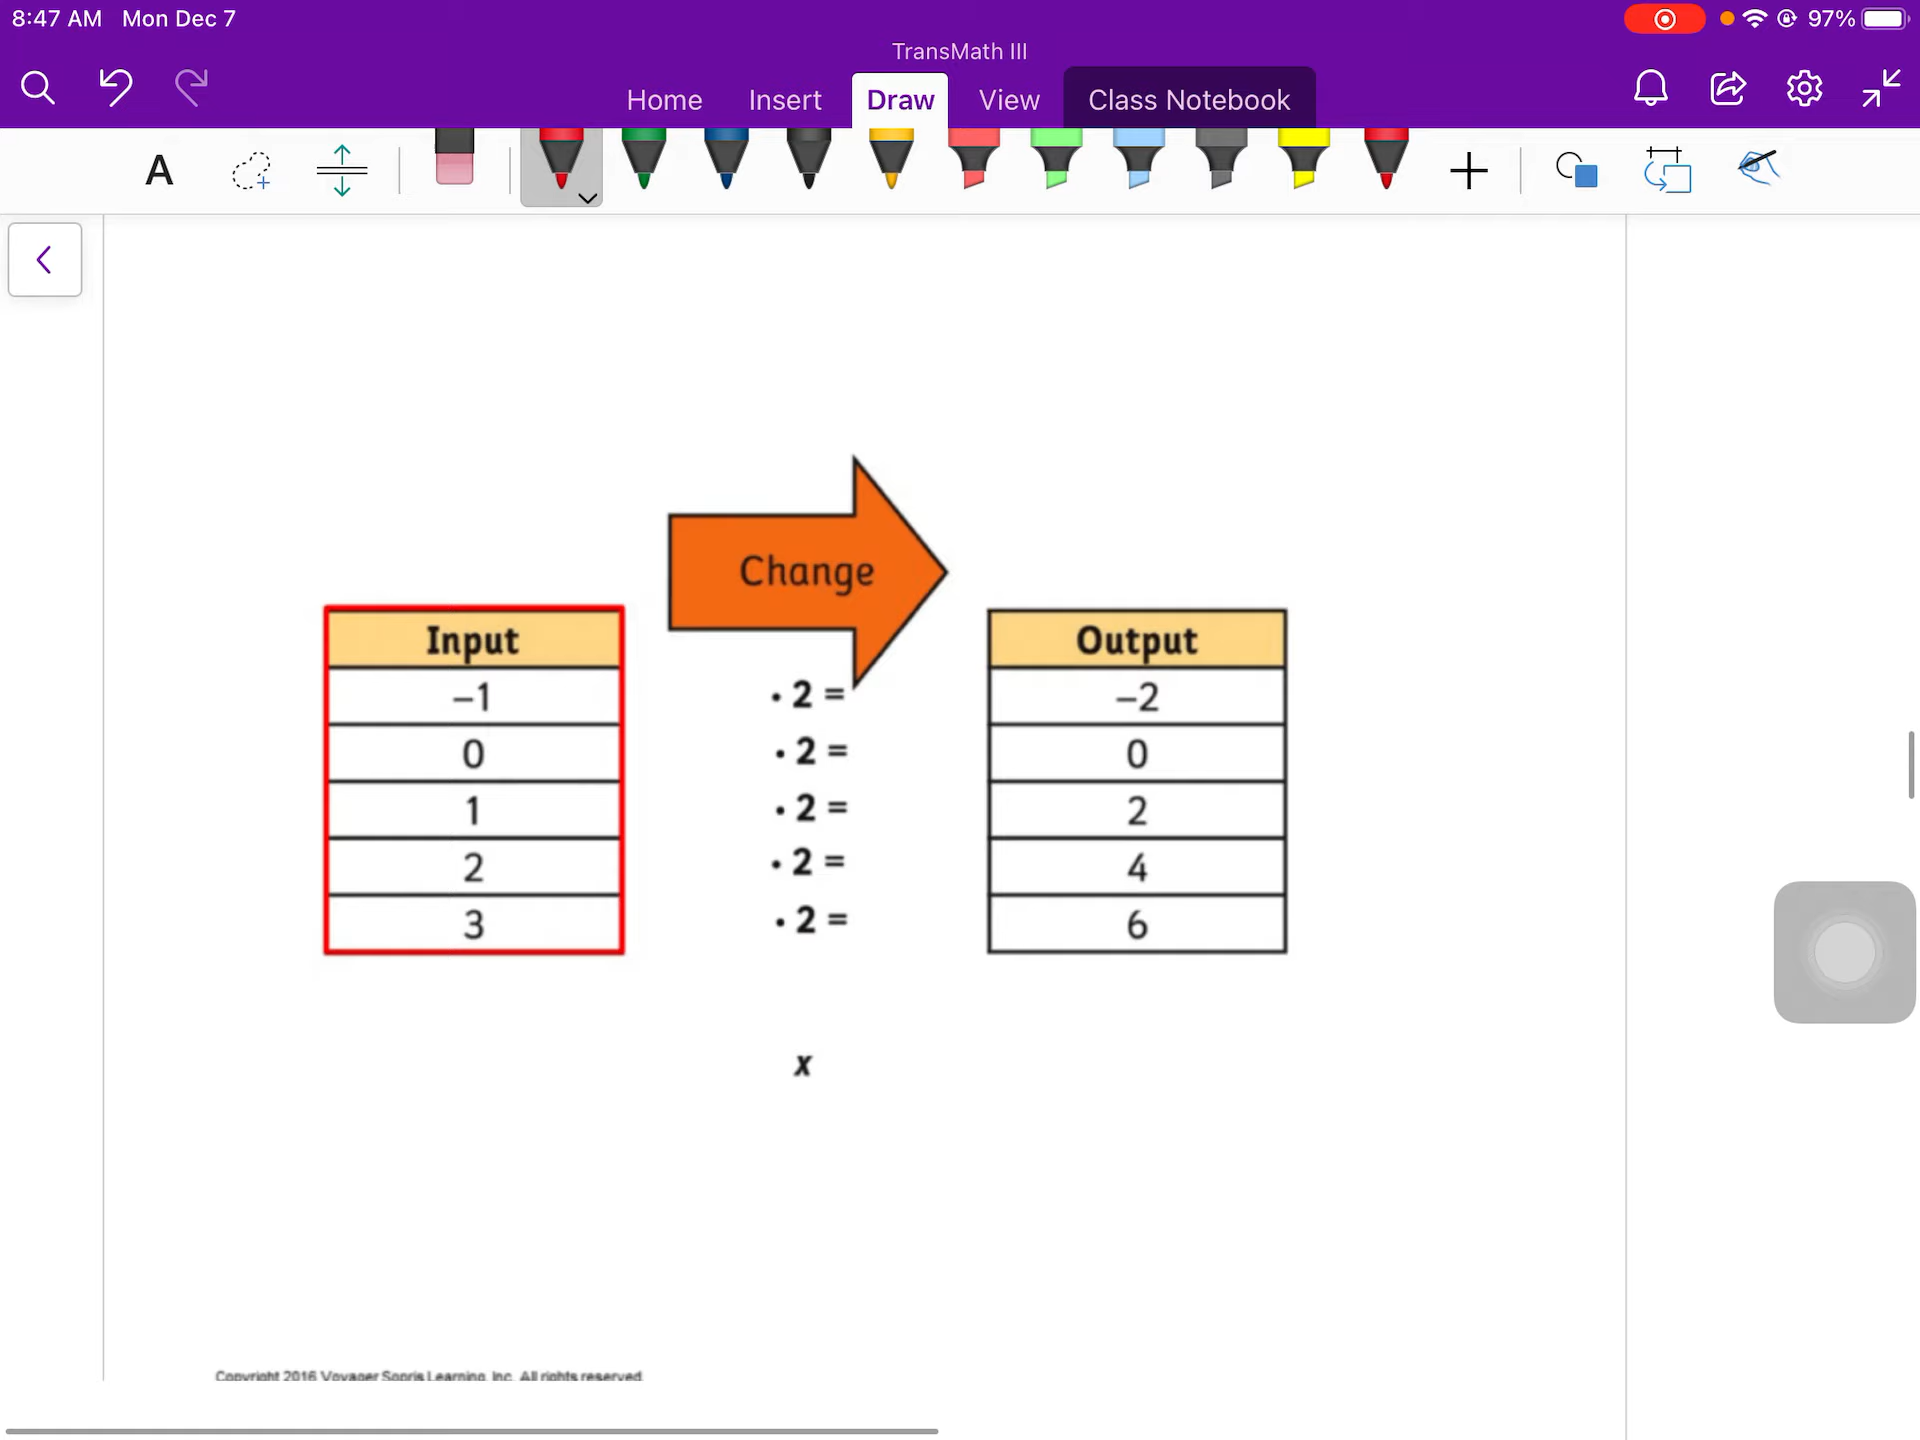 8:47 AM Mon Dec 7
97%
TransMath III
Home Insert Draw View Class Notebook
A
Change
Input
Output
–1 • 2 = –2
0 • 2 = 0
1 • 2 = 2
2 • 2 = 4
3 • 2 = 6
x
Copyright 2016 Voyager Sopris Learning, Inc. All rights reserved.